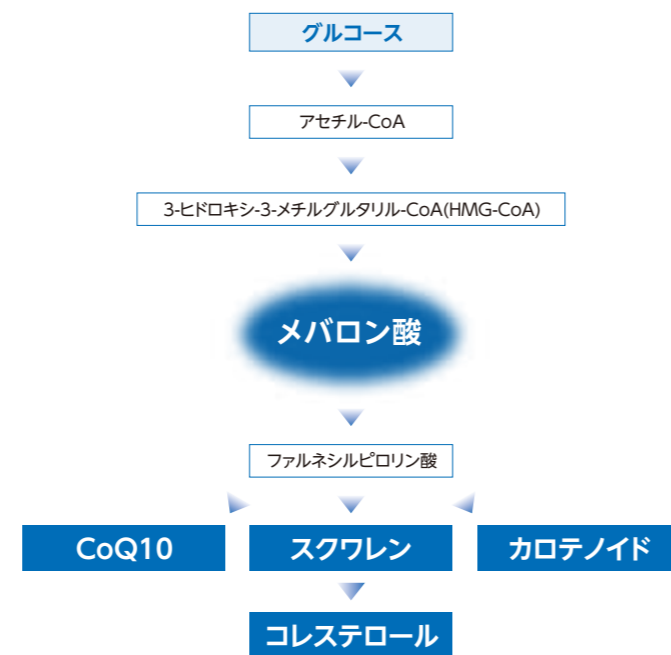 グルコース
アセチル-CoA
3-ヒドロキシ-3-メチルグルタリル-CoA(HMG-CoA)
メバロン酸
ファルネシルピロリン酸
CoQ10
スクワレン
カロテノイド
コレステロール